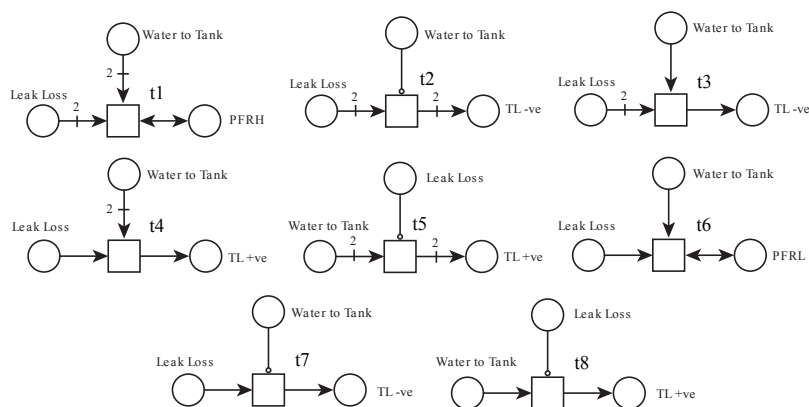 Water to Tank
2
t1
Leak Loss
2
PFRH
Water to Tank
t2
Leak Loss
2
2
TL -ve
Water to Tank
t3
Leak Loss
2
TL -ve
Water to Tank
2
t4
Leak Loss
TL +ve
Leak Loss
t5
Water to Tank
2
2
TL +ve
Water to Tank
t6
Leak Loss
PFRL
Water to Tank
t7
Leak Loss
TL -ve
Leak Loss
t8
Water to Tank
TL +ve